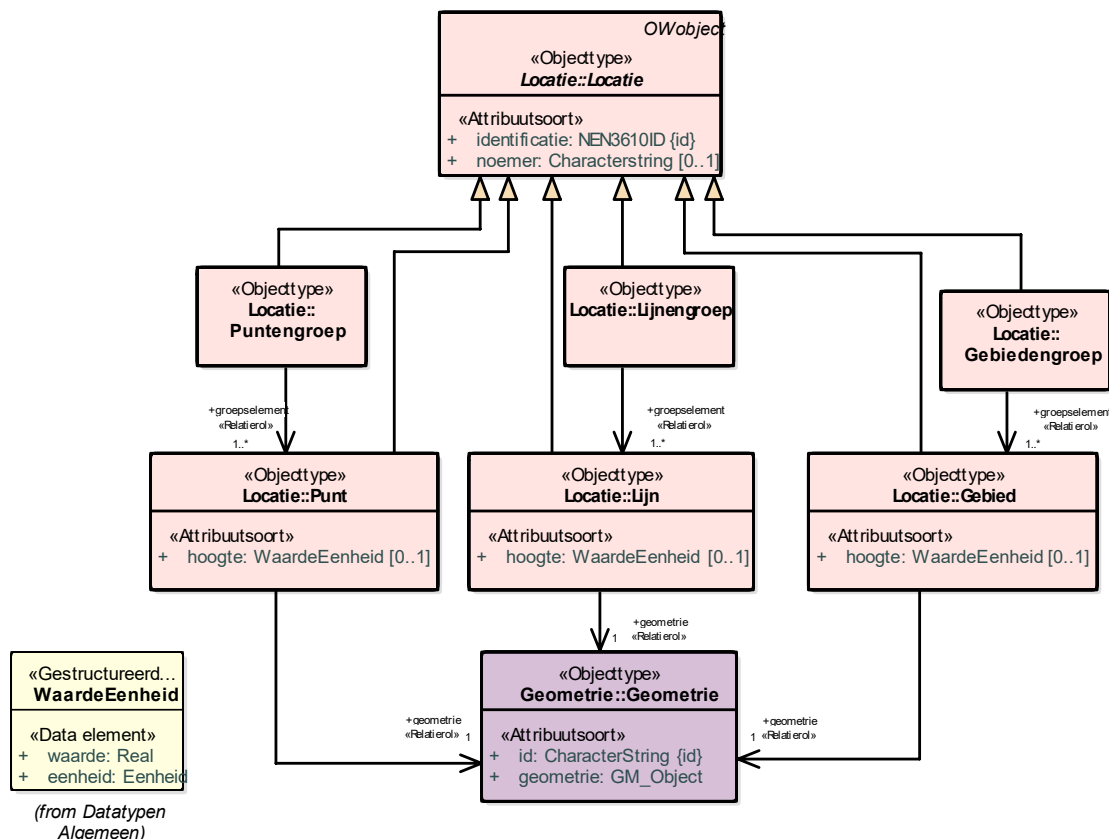 OWobject
«Objecttype»
Locatie::Locatie
«Attribuutsoort»
+ identificatie: NEN3610ID {id}
+ noemer: Characterstring [0..1]
«Objecttype»
Locatie::
Puntengroep
«Objecttype»
Locatie::Lijnengroep
«Objecttype»
Locatie::
Gebiedengroep
+groepselement
«Relatierol»
1..*
+groepselement
«Relatierol»
1..*
+groepselement
«Relatierol»
1..*
«Objecttype»
Locatie::Punt
«Attribuutsoort»
+ hoogte: WaardeEenheid [0..1]
«Objecttype»
Locatie::Lijn
«Attribuutsoort»
+ hoogte: WaardeEenheid [0..1]
«Objecttype»
Locatie::Gebied
«Attribuutsoort»
+ hoogte: WaardeEenheid [0..1]
+geometrie
1 «Relatierol»
«Gestructureerd...
WaardeEenheid
«Data element»
+ waarde: Real
+ eenheid: Eenheid
(from Datatypen
Algemeen)
+geometrie
«Relatierol» 1
«Objecttype»
Geometrie::Geometrie
«Attribuutsoort»
+ id: CharacterString {id}
+ geometrie: GM_Object
+geometrie
1 «Relatierol»